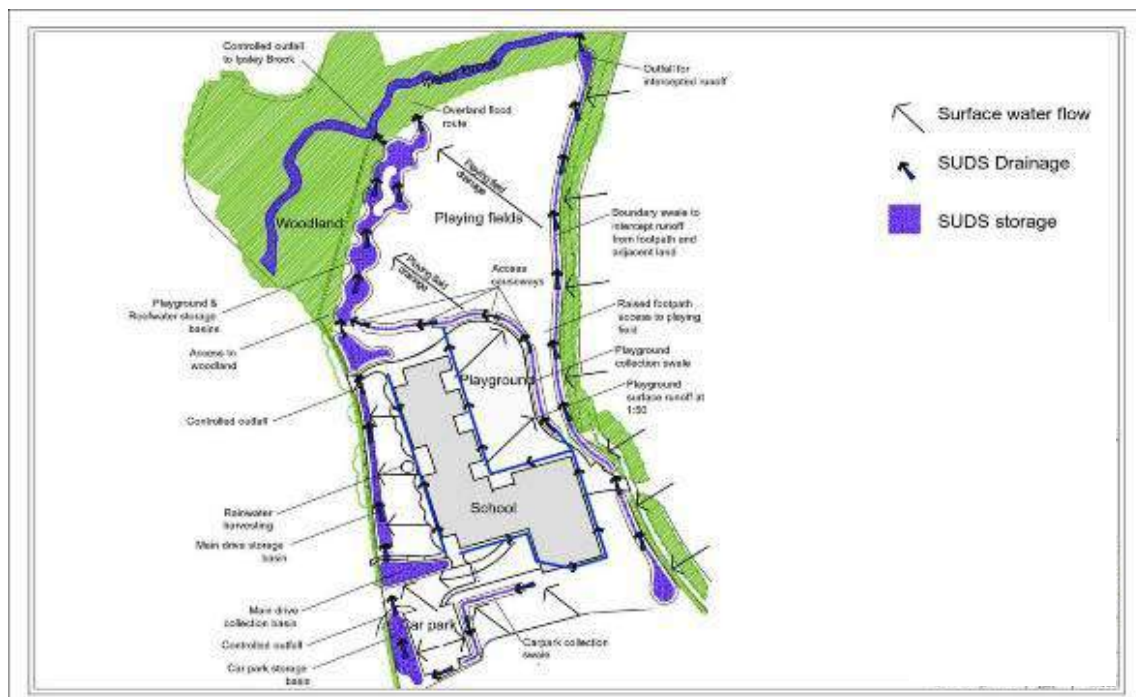 Controlled outfall
to Ipsley Brook
Ipsley Brook
Outfall for
intercepted runoff
Overland flood
route
Surface water flow
SUDS Drainage
SUDS storage
Playing field
drainage
Playing fields
Woodland
Boundary swale to
intercept runoff
from footpath and
adjacent land
Playing field
drainage
Access
causeways
Playground &
Roofwater storage
basins
Raised footpath
access to playing
field
Access to
woodland
Playground
collection swale
Playground
Playground
surface runoff at
1:50
Controlled outfall
Rainwater
harvesting
School
Main drive storage
basin
Main drive
collection basin
Car park
Controlled outfall
Carpark collection
swale
Car park storage
basin